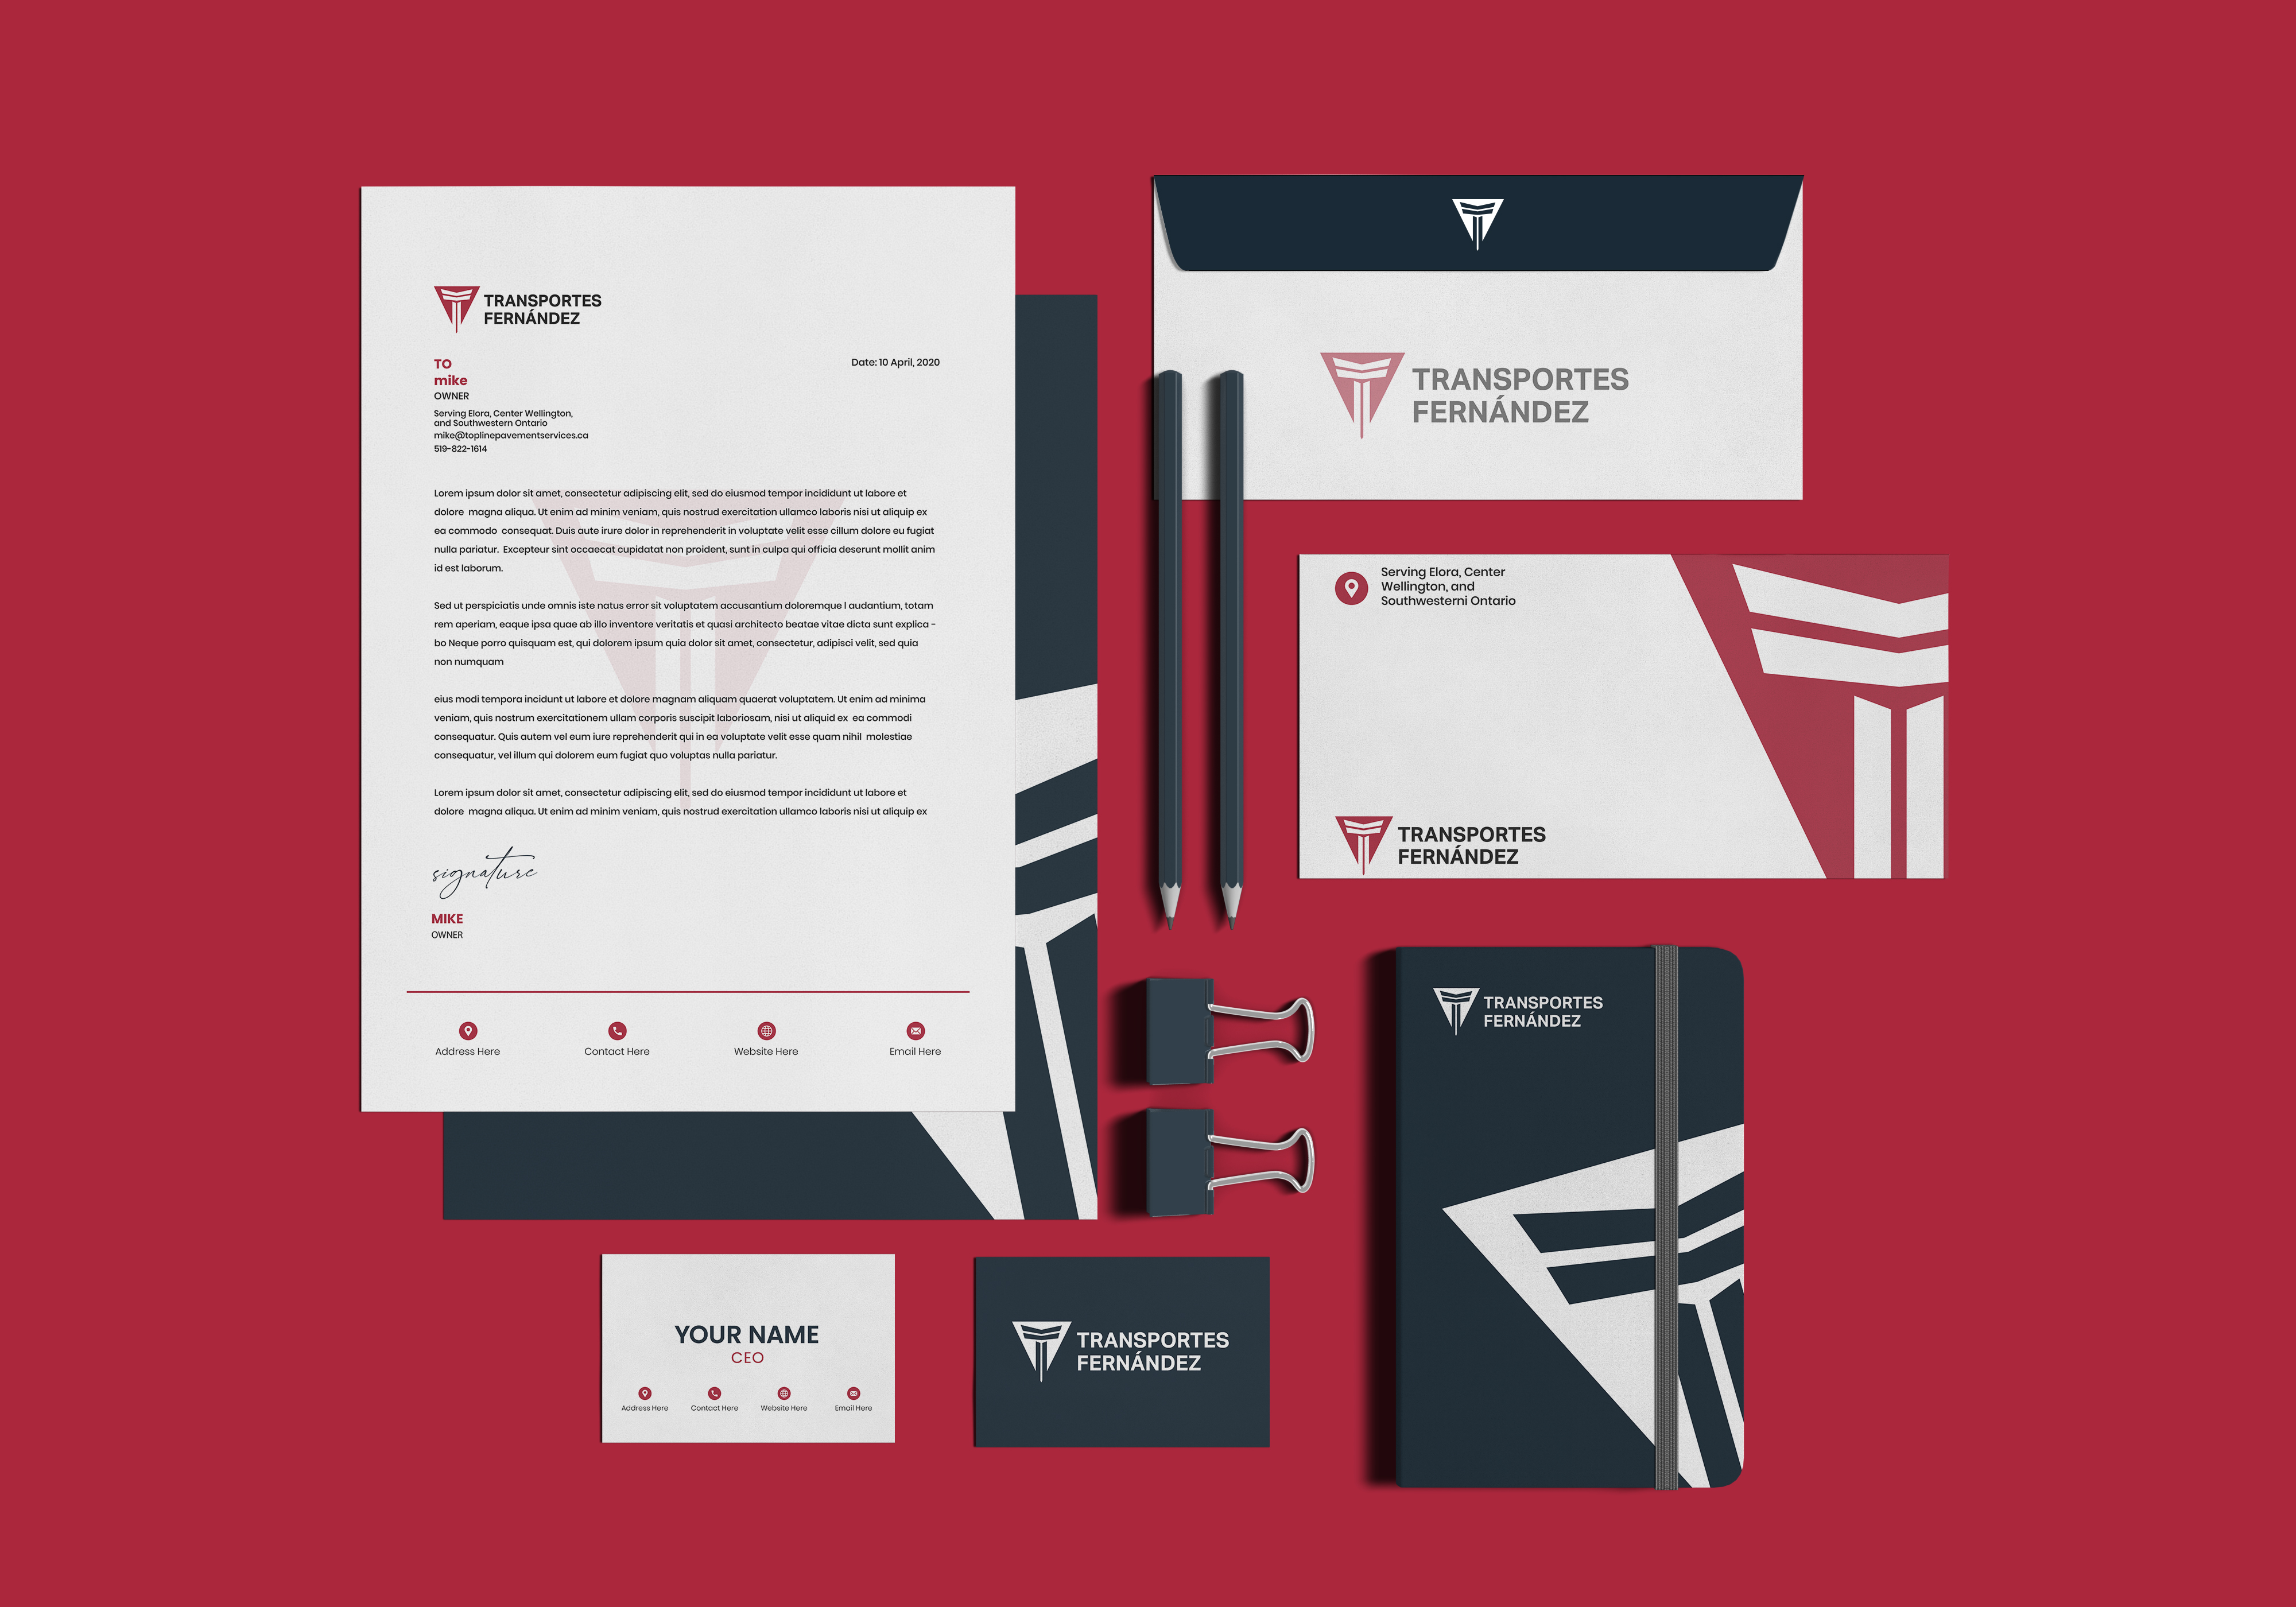 TRANSPORTES
FERNÁNDEZ
TO
mike
OWNER
Date: 10 April, 2020
Serving Elora, Center Wellington,
and Southwestern Ontario
mike@toplinepavementservices.ca
519-822-1614
Lorem ipsum dolor sit amet, consectetur adipiscing elit, sed do eiusmod tempor incididunt ut labore et
dolore  magna aliqua. Ut enim ad minim veniam, quis nostrud exercitation ullamco laboris nisi ut aliquip ex
ea commodo  consequat. Duis aute irure dolor in reprehenderit in voluptate velit esse cillum dolore eu fugiat
nulla pariatur.  Excepteur sint occaecat cupidatat non proident, sunt in culpa qui officia deserunt mollit anim
id est laborum.
Sed ut perspiciatis unde omnis iste natus error sit voluptatem accusantium doloremque l audantium, totam
rem aperiam, eaque ipsa quae ab illo inventore veritatis et quasi architecto beatae vitae dicta sunt explica -
bo Neque porro quisquam est, qui dolorem ipsum quia dolor sit amet, consectetur, adipisci velit, sed quia
non numquam
eius modi tempora incidunt ut labore et dolore magnam aliquam quaerat voluptatem. Ut enim ad minima
veniam, quis nostrum exercitationem ullam corporis suscipit laboriosam, nisi ut aliquid ex  ea commodi
consequatur. Quis autem vel eum iure reprehenderit qui in ea voluptate velit esse quam nihil  molestiae
consequatur, vel illum qui dolorem eum fugiat quo voluptas nulla pariatur.
Lorem ipsum dolor sit amet, consectetur adipiscing elit, sed do eiusmod tempor incididunt ut labore et
dolore  magna aliqua. Ut enim ad minim veniam, quis nostrud exercitation ullamco laboris nisi ut aliquip ex
signature
MIKE
OWNER
Address Here
Contact Here
Website Here
Email Here
TRANSPORTES
FERNÁNDEZ
Serving Elora, Center
Wellington, and
Southwesterni Ontario
TRANSPORTES
FERNÁNDEZ
TRANSPORTES
FERNÁNDEZ
YOUR NAME
CEO
Address Here
Contact Here
Website Here
Email Here
TRANSPORTES
FERNÁNDEZ